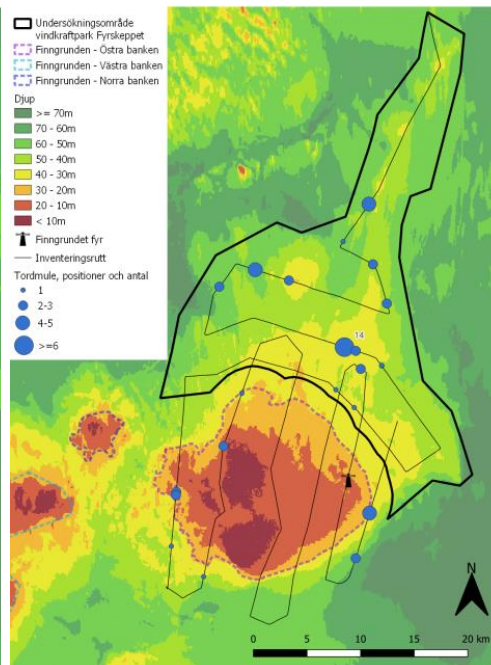 Undersökningsområde
vindkraftpark Fyrskeppet
Finngrunden - Östra banken
Finngrunden - Västra banken
Finngrunden - Norra banken
Djup
>= 70m
70 - 60m
60 - 50m
50 - 40m
40 - 30m
30 - 20m
20 - 10m
< 10m
Finngrundet fyr
Inventeringsrutt
Tordmule, positioner och antal
1
2-3
4-5
>=6
14
N
0 5 10 15 20 km